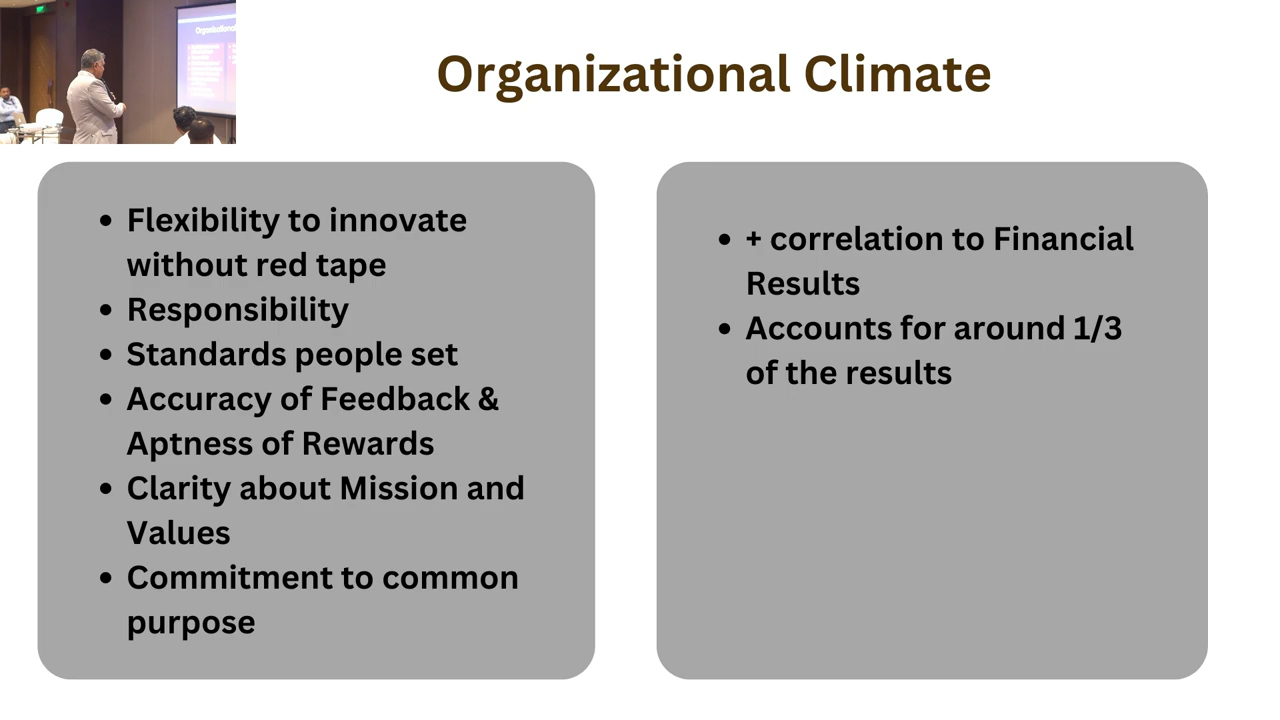 Organizational
Organizational Climate
• Flexibility to innovate
without red tape
• Responsibility
• Standards people set
• Accuracy of Feedback &
Aptness of Rewards
• Clarity about Mission and
Values
• Commitment to common
purpose
• + correlation to Financial
Results
• Accounts for around 1/3
of the results